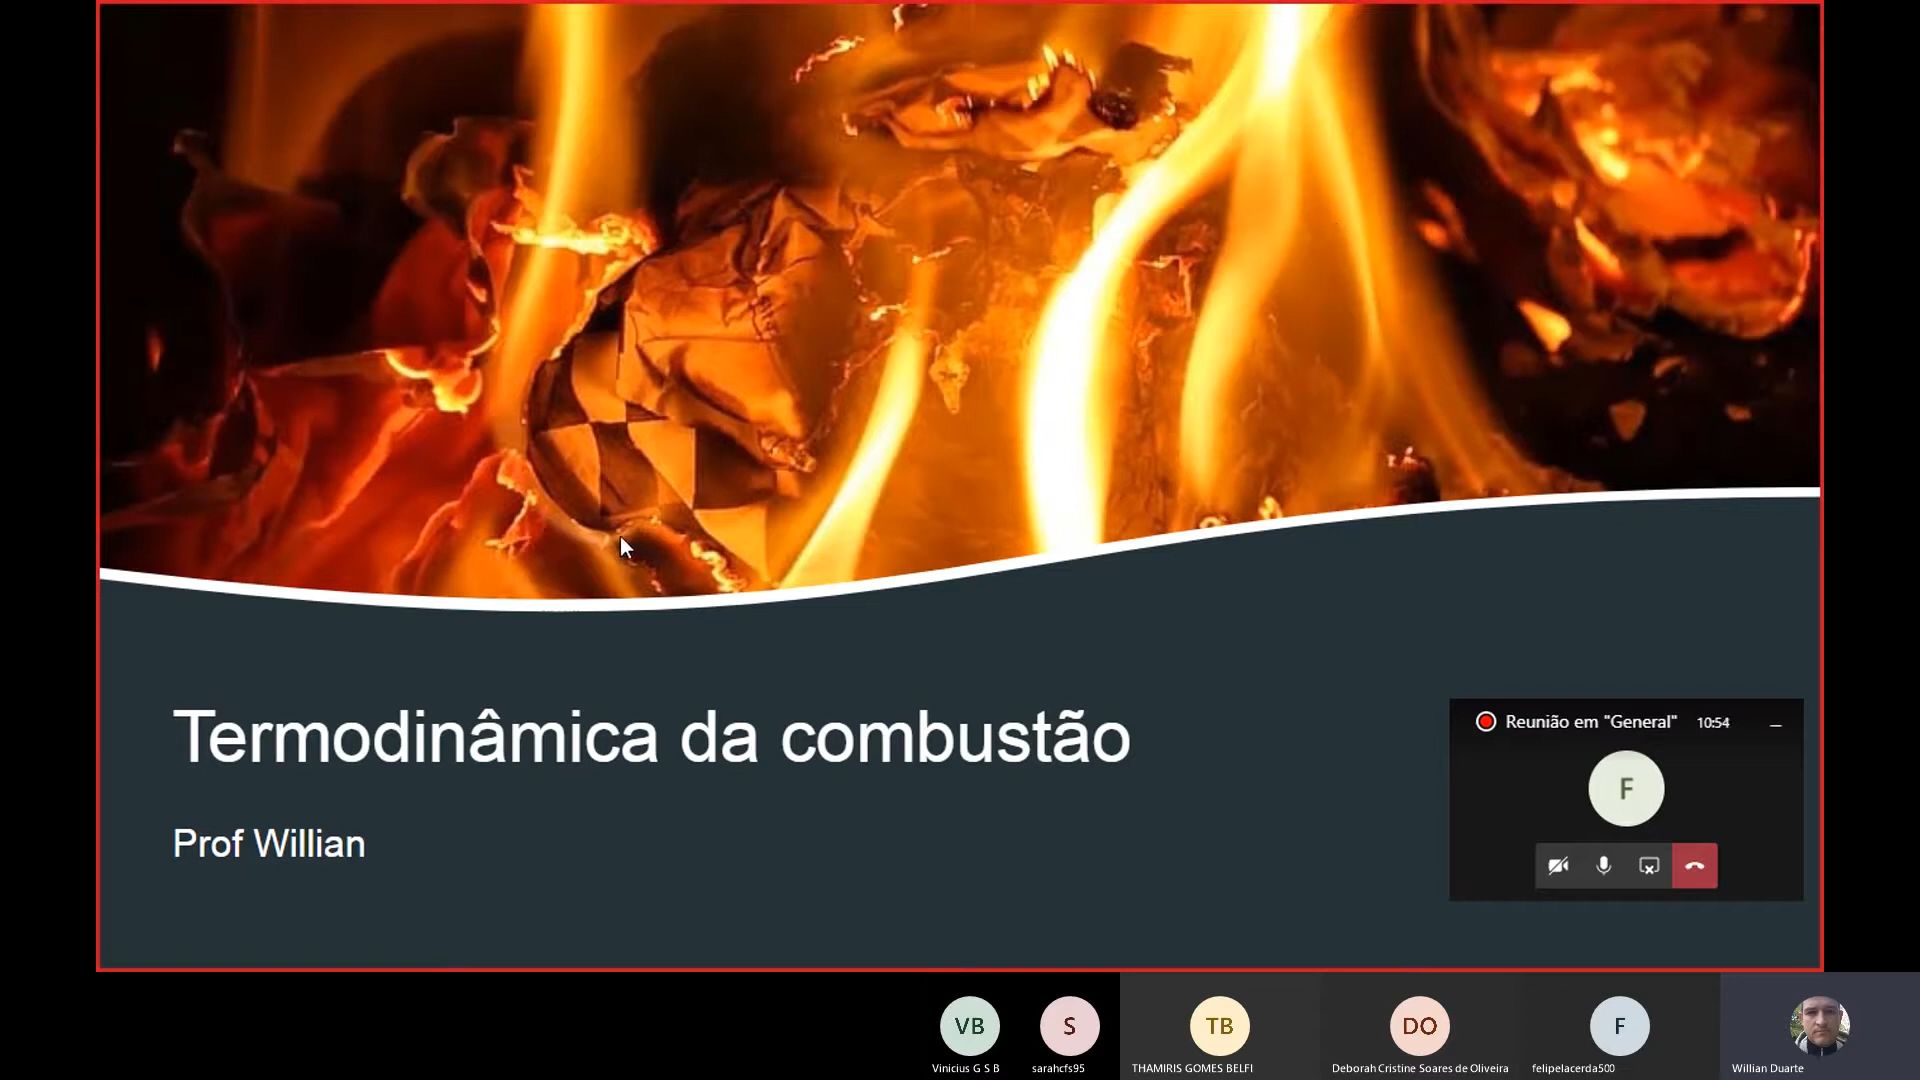 Termodinâmica da combustão
Prof Willian
Reunião em "General" 10:54
F
VB
S
TB
DO
F
Vinicius G S B
sarahcfs95
THAMIRIS GOMES BELFI
Deborah Cristine Soares de Oliveira
felipelacerda500
Willian Duarte